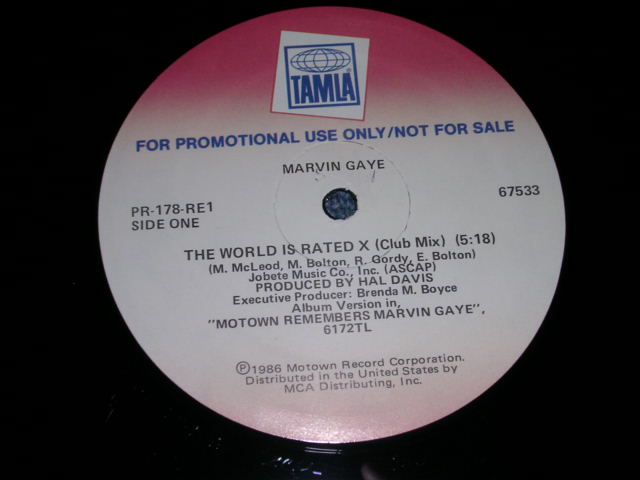 TAMLA
FOR PROMOTIONAL USE ONLY/NOT FOR SALE
MARVIN GAYE
PR-178-RE1
SIDE ONE
67533
THE WORLD IS RATED X (Club Mix) (5:18)
(M. McLeod, M. Bolton, R. Gordy, E. Bolton)
Jobete Music Co., Inc. (ASCAP)
PRODUCED BY HAL DAVIS
Executive Producer: Brenda M. Boyce
Album Version in,
"MOTOWN REMEMBERS MARVIN GAYE",
6172TL
Ⓟ1986 Motown Record Corporation.
Distributed in the United States by
MCA Distributing, Inc.